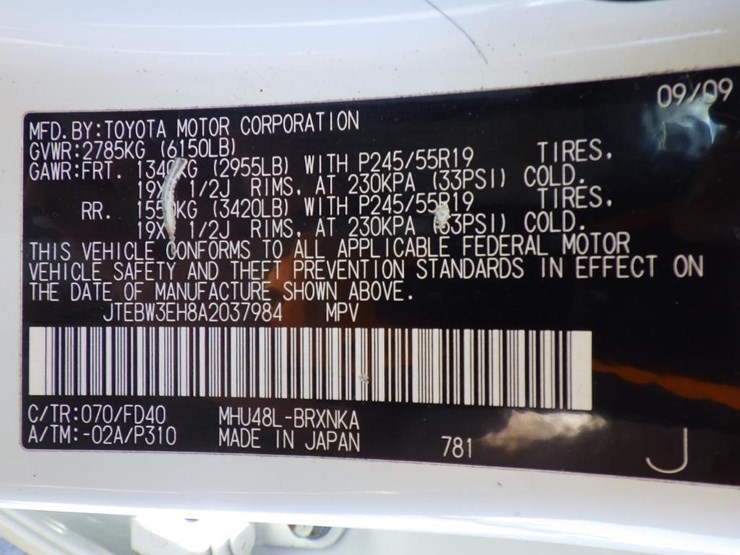 09/09
MFD. BY:TOYOTA MOTOR CORPORATION
GVWR:2785KG (6150LB)
GAWR:FRT. 1340KG (2955LB) WITH P245/55R19 TIRES,
19X 1/2J RIMS, AT 230KPA (33PSI) COLD.
RR. 1550KG (3420LB) WITH P245/55R19 TIRES,
19X 1/2J RIMS, AT 230KPA (33PSI) COLD.
THIS VEHICLE CONFORMS TO ALL APPLICABLE FEDERAL MOTOR
VEHICLE SAFETY AND THEFT PREVENTION STANDARDS IN EFFECT ON
THE DATE OF MANUFACTURE SHOWN ABOVE.
JTEBW3EH8A2037984 MPV
C/TR:070/FD40 MHU48L-BRXNKA
A/TM:-02A/P310 MADE IN JAPAN 781 J